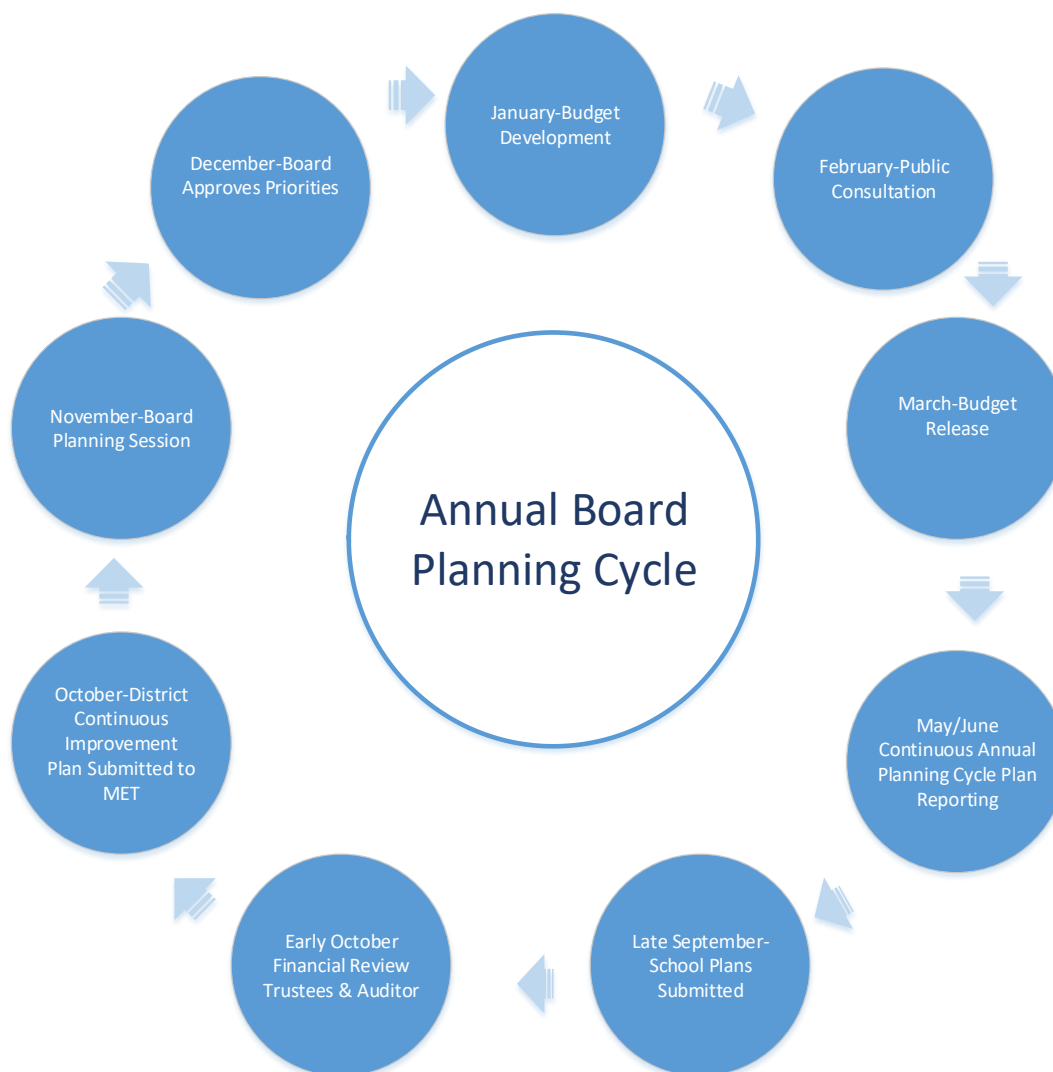 January-Budget
Development
February-Public
Consultation
March-Budget
Release
May/June
Continuous Annual
Planning Cycle Plan
Reporting
Late September-
School Plans
Submitted
Early October
Financial Review
Trustees & Auditor
October-District
Continuous
Improvement
Plan Submitted to
MET
November-Board
Planning Session
December-Board
Approves Priorities
Annual Board
Planning Cycle